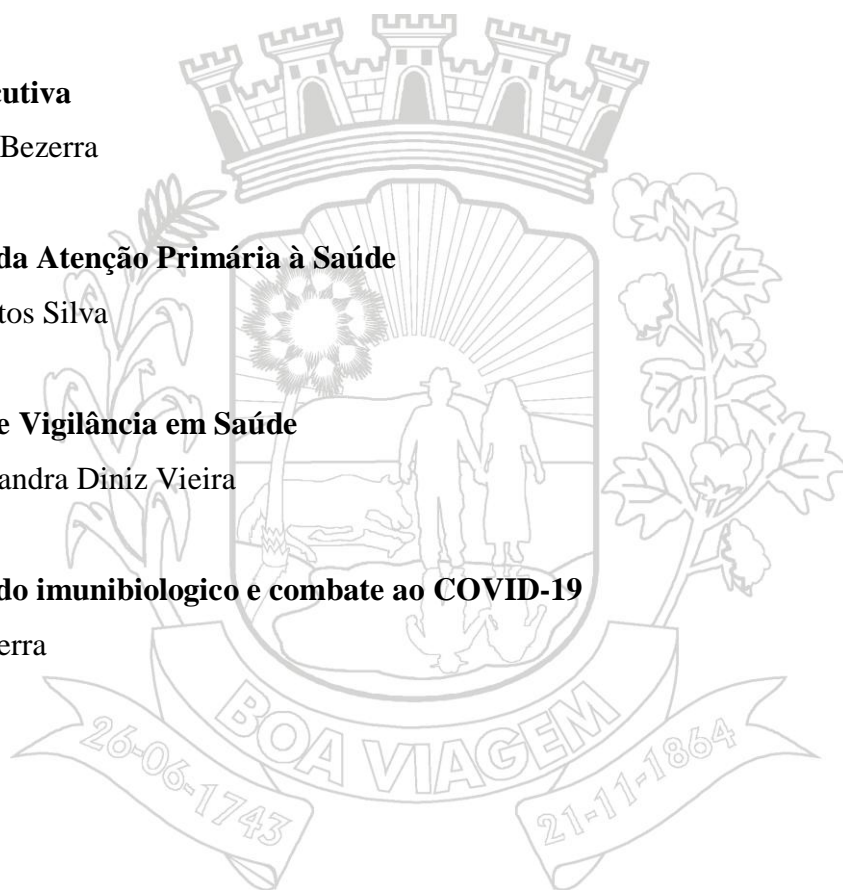 cutiva
Bezerra
da Atenção Primária à Saúde
tos Silva
e Vigilância em Saúde
andra Diniz Vieira
do imunibiologico e combate ao COVID-19
erra
BOA VIAGEM
26-06-1743
21-11-1864